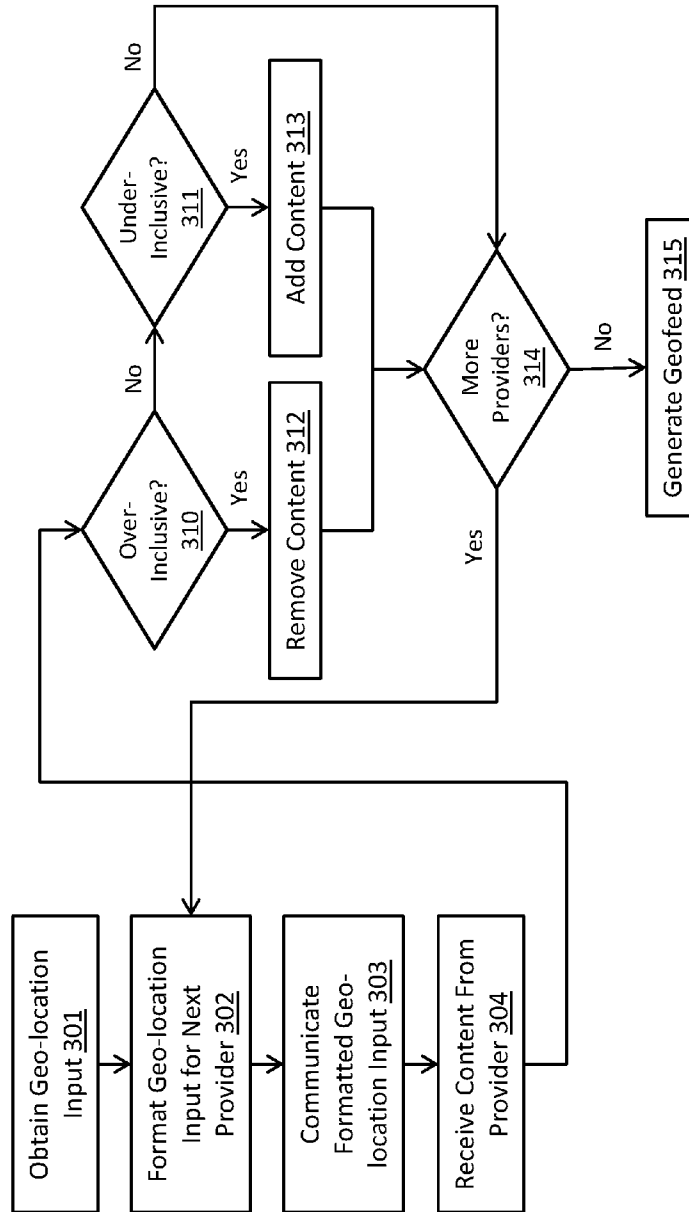 Obtain Geo-location
Input 301
Format Geo-location
Input for Next
Provider 302
Communicate
Formatted Geo-
location Input 303
Receive Content From
Provider 304
Over-
Inclusive?
310
No
Yes
Under-
Inclusive?
311
No
Yes
Remove Content 312
Add Content 313
More
Providers?
314
Yes
No
Generate Geofeed 315